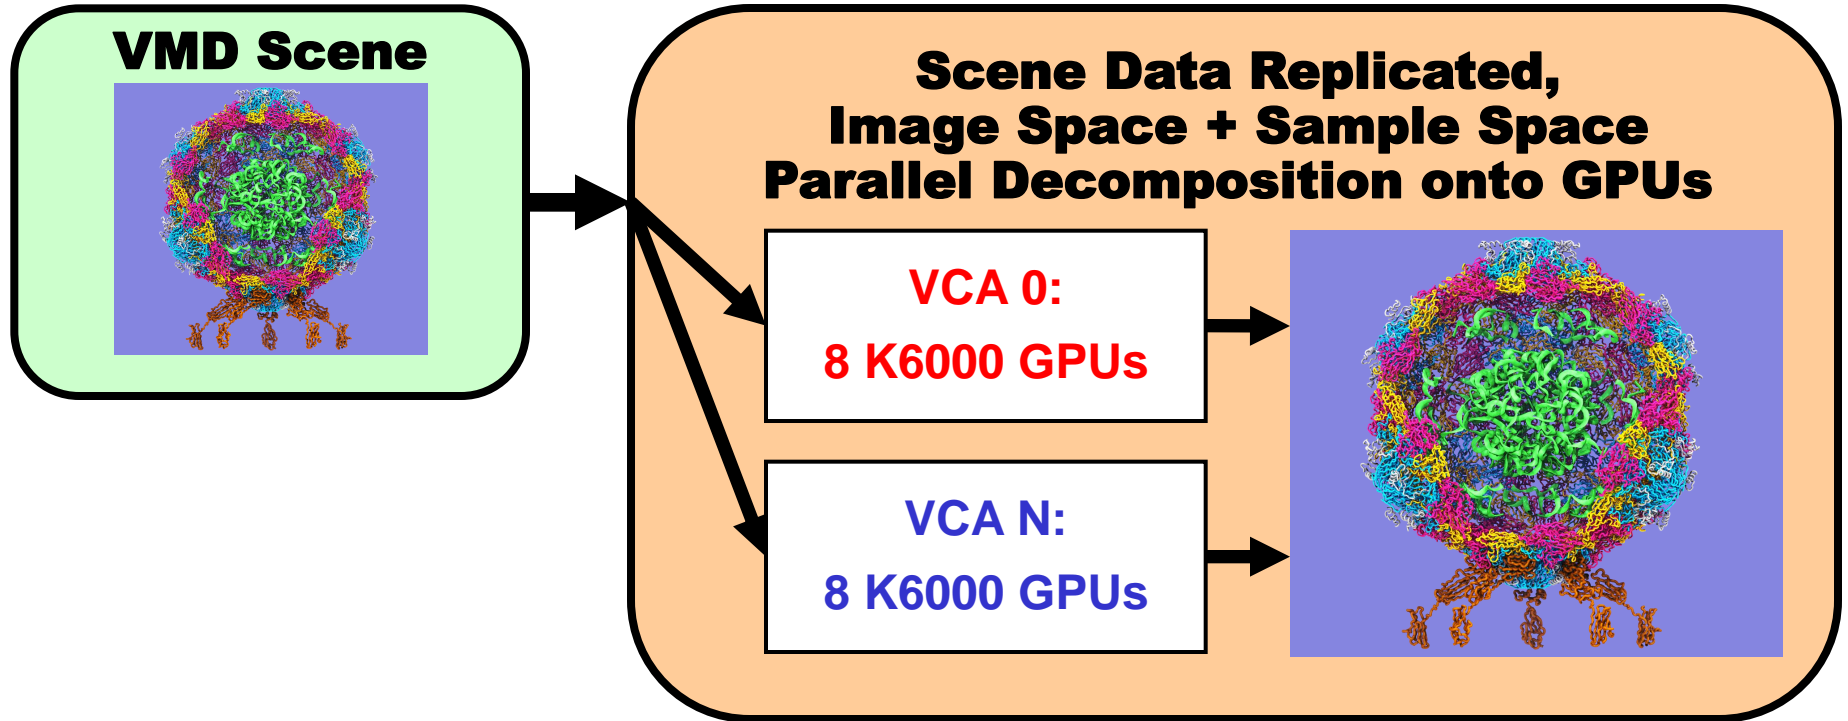 VMD Scene
Scene Data Replicated,
Image Space + Sample Space
Parallel Decomposition onto GPUs
VCA 0:
8 K6000 GPUs
VCA N:
8 K6000 GPUs